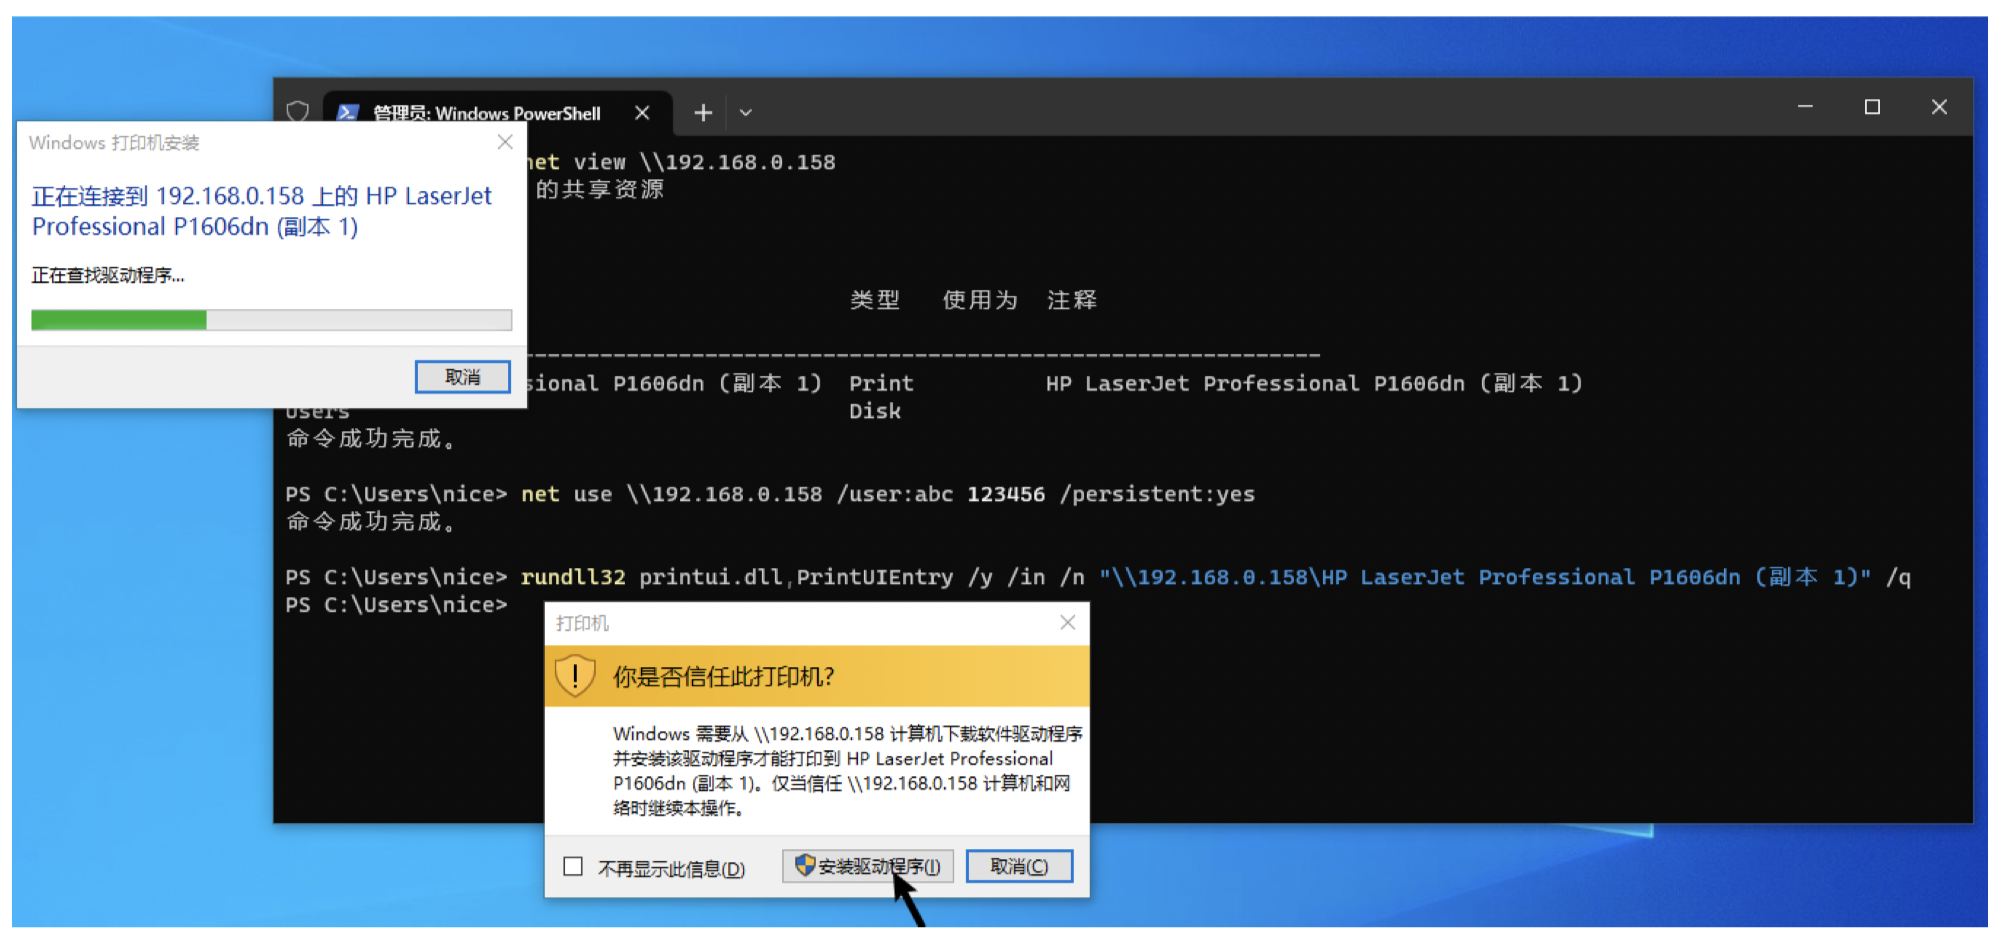 管理员: Windows PowerShell
Windows 打印机安装
正在连接到 192.168.0.158 上的 HP LaserJet
Professional P1606dn (副本 1)
正在查找驱动程序...
取消
net view \\192.168.0.158
的共享资源
类型 使用为 注释
-------------------------------------------------------------
sional P1606dn (副本 1) Print HP LaserJet Professional P1606dn (副本 1)
Users Disk
命令成功完成。
PS C:\Users\nice> net use \\192.168.0.158 /user:abc 123456 /persistent:yes
命令成功完成。
PS C:\Users\nice> rundll32 printui.dll,PrintUIEntry /y /in /n "\\192.168.0.158\HP LaserJet Professional P1606dn (副本 1)" /q
PS C:\Users\nice>
打印机
你是否信任此打印机?
Windows 需要从 \\192.168.0.158 计算机下载软件驱动程序
并安装该驱动程序才能打印到 HP LaserJet Professional
P1606dn (副本 1)。仅当信任 \\192.168.0.158 计算机和网
络时继续本操作。
不再显示此信息(D)
安装驱动程序(I)
取消(C)